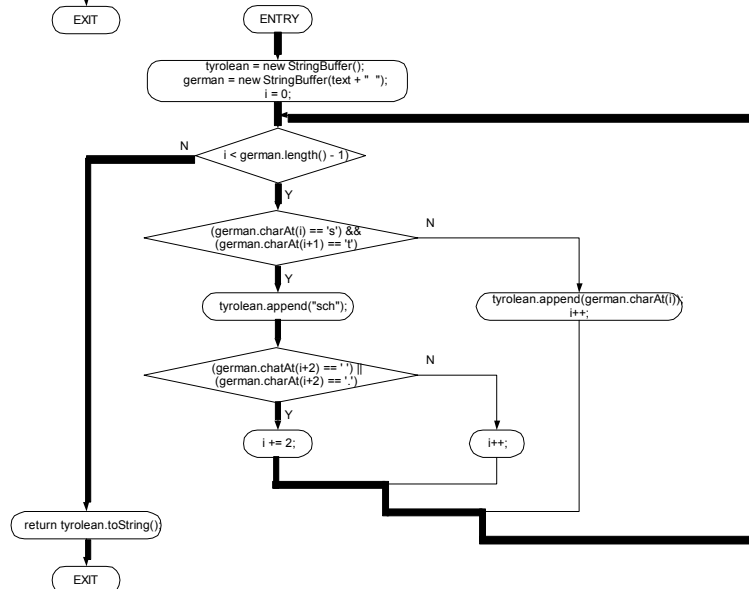 EXIT
ENTRY
tyrolean = new StringBuffer();
german = new StringBuffer(text + "  ");
i = 0;
N
i < german.length() - 1)
Y
(german.charAt(i) == 's') &&
(german.charAt(i+1) == 't')
N
Y
tyrolean.append("sch");
tyrolean.append(german.charAt(i));
i++;
(german.chatAt(i+2) == ' ') ||
(german.charAt(i+2) == '.')
N
Y
i += 2;
i++;
return tyrolean.toString();
EXIT